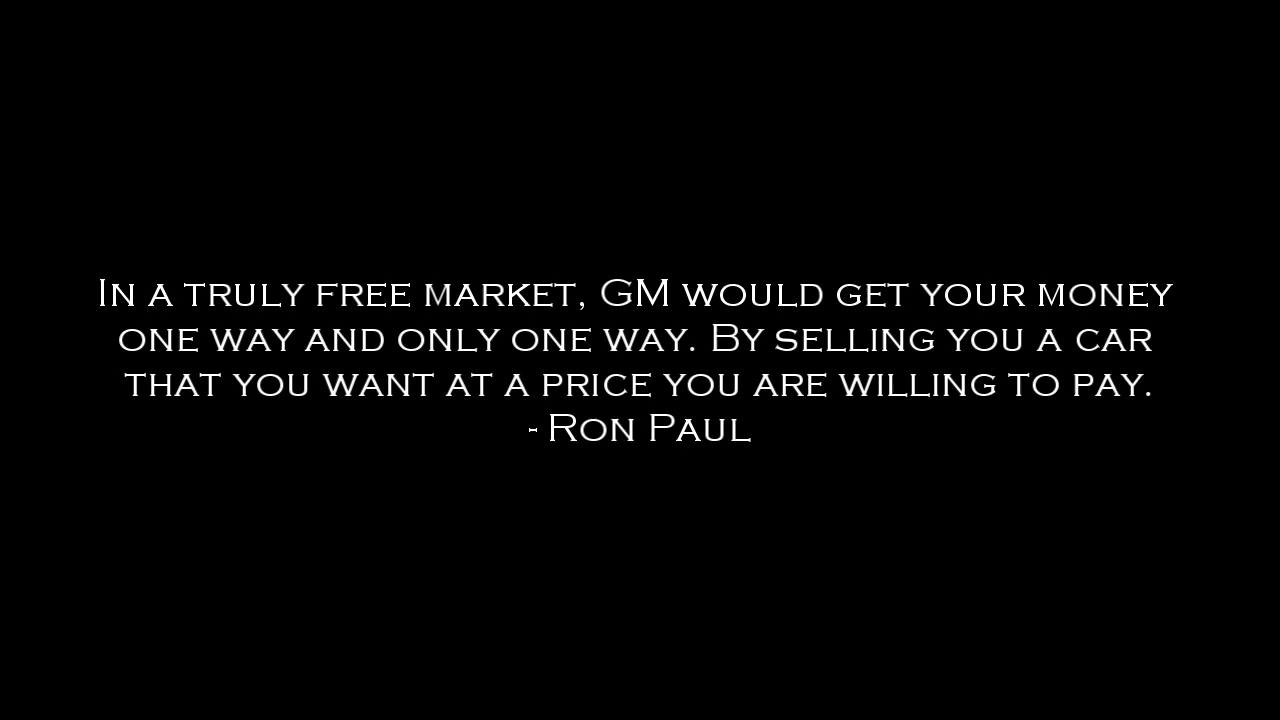 In a truly free market, GM would get your money
one way and only one way. By selling you a car
that you want at a price you are willing to pay.
- Ron Paul